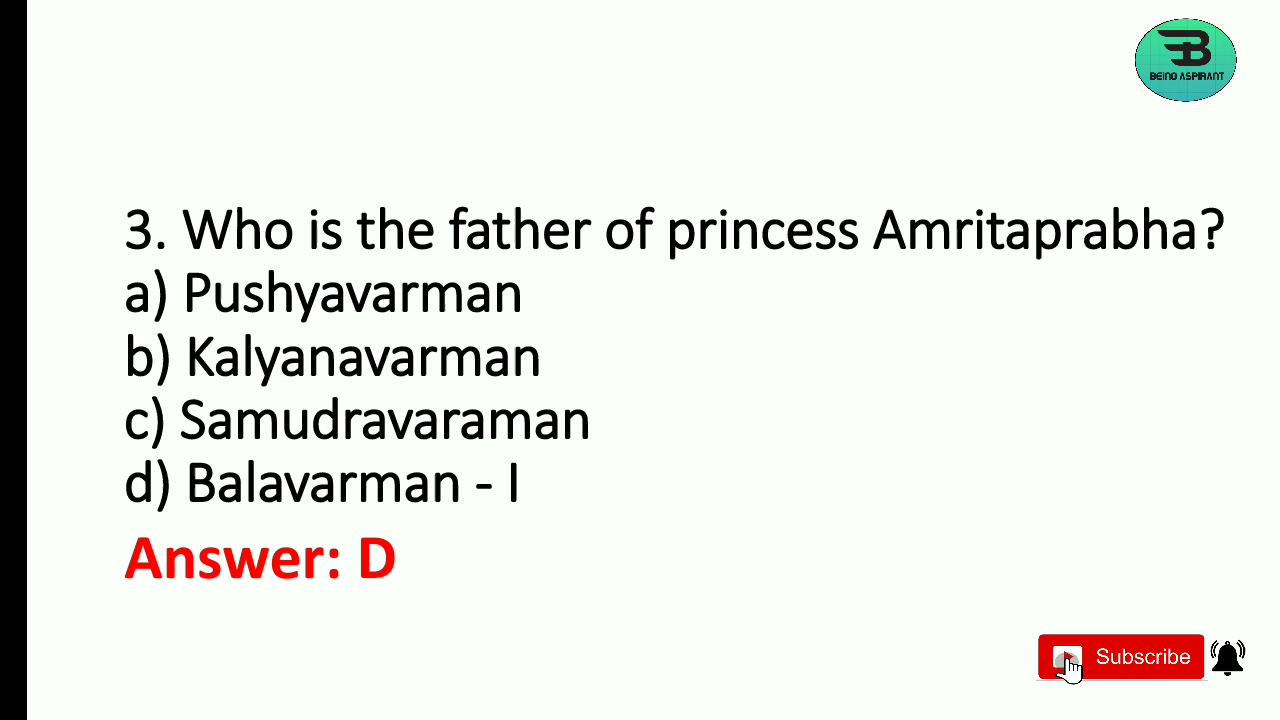 BEING ASPIRANT
3. Who is the father of princess Amritaprabha?
a) Pushyavarman
b) Kalyanavarman
c) Samudravaraman
d) Balavarman - I
Answer: D
Subscribe